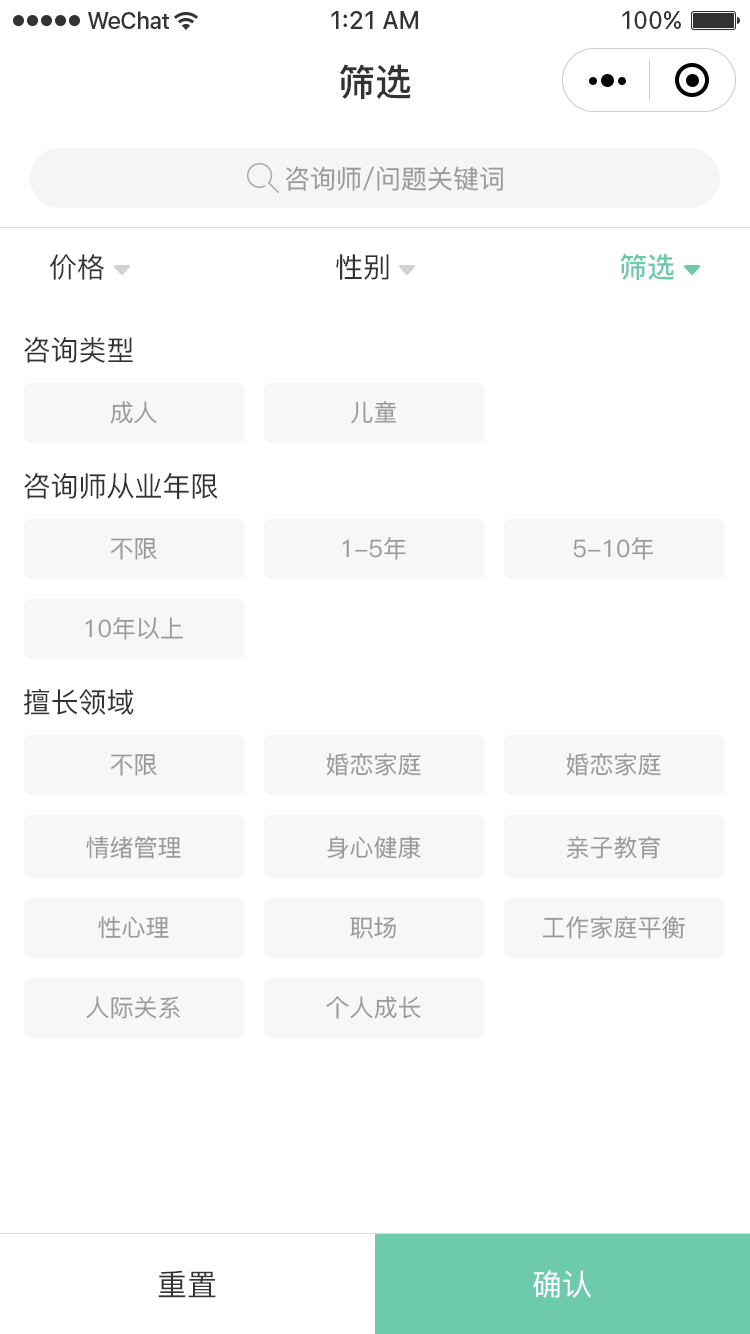 WeChat 1:21 AM 100%
筛选
咨询师/问题关键词
价格 性别 筛选
咨询类型
成人 儿童
咨询师从业年限
不限 1-5年 5-10年
10年以上
擅长领域
不限 婚恋家庭 婚恋家庭
情绪管理 身心健康 亲子教育
性心理 职场 工作家庭平衡
人际关系 个人成长
重置 确认